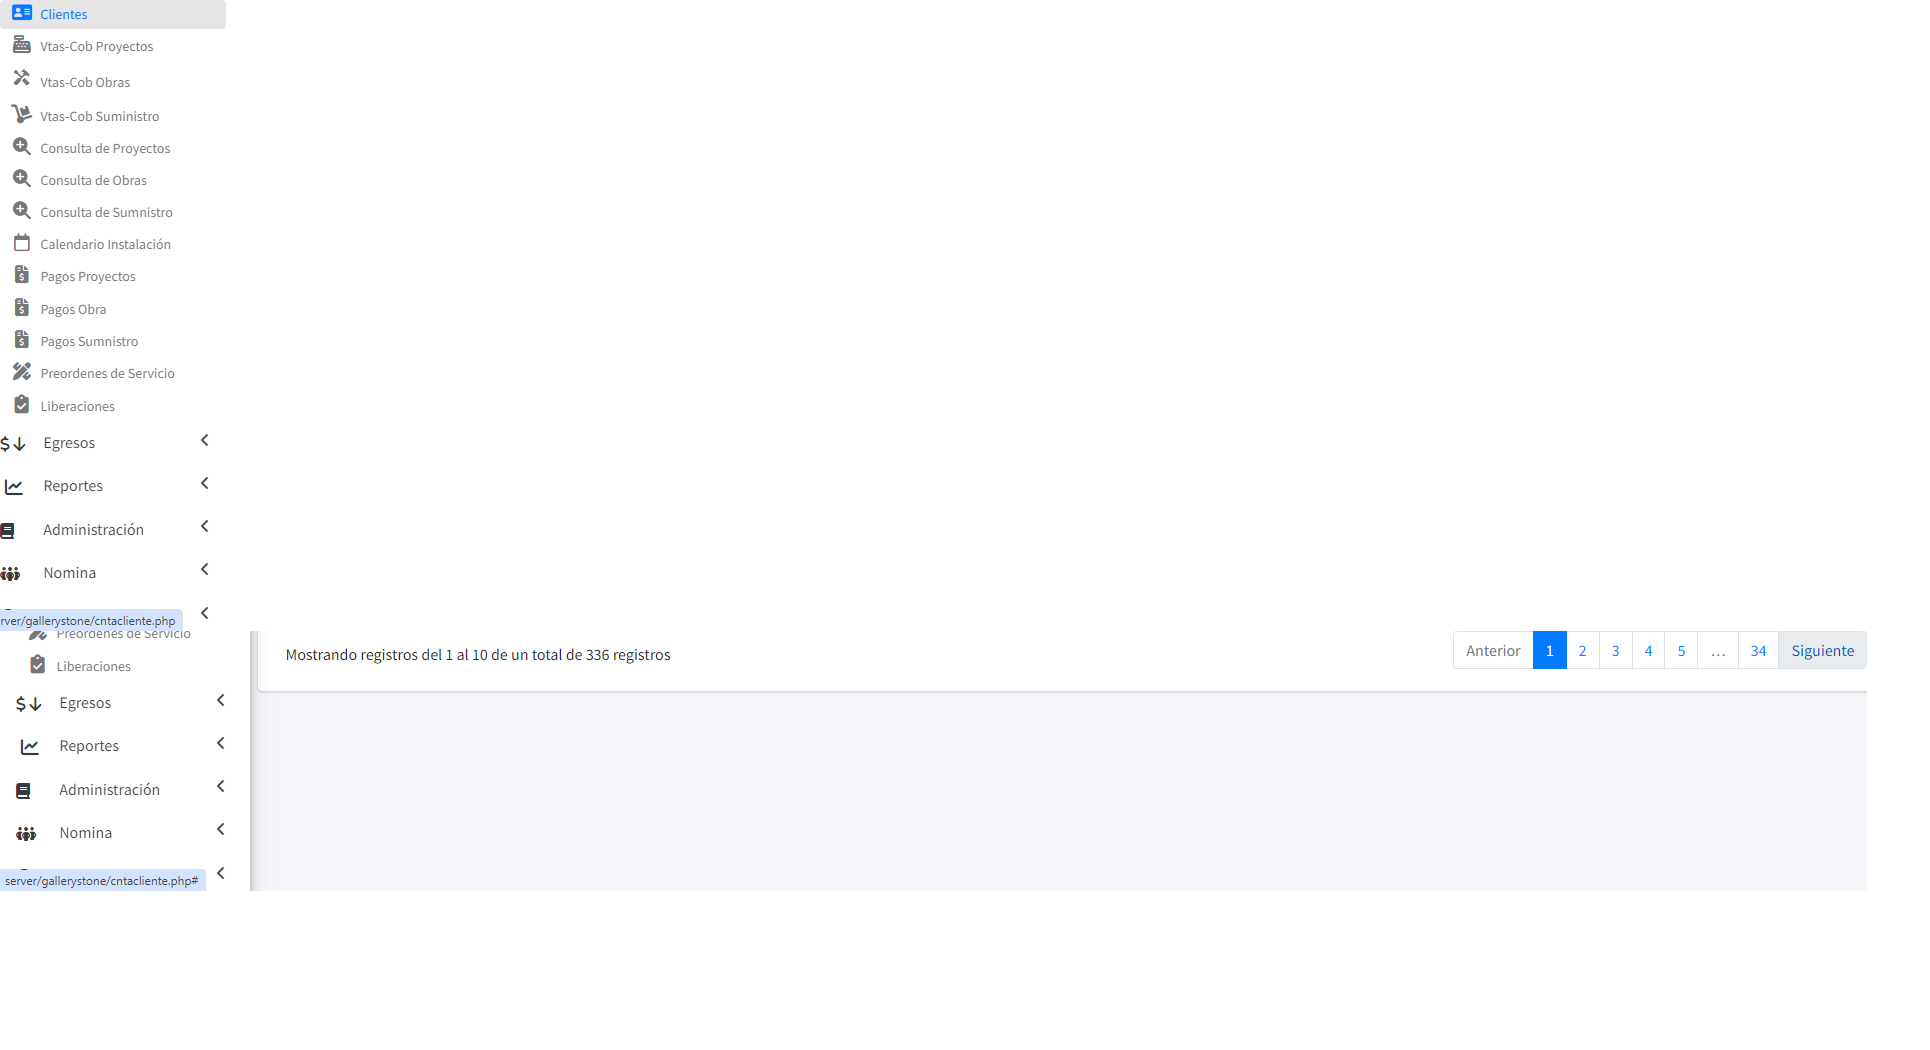 Clientes
Vtas-Cob Proyectos
Vtas-Cob Obras
Vtas-Cob Suministro
Consulta de Proyectos
Consulta de Obras
Consulta de Sumnistro
Calendario Instalación
Pagos Proyectos
Pagos Obra
Pagos Sumnistro
Preordenes de Servicio
Liberaciones
Egresos
Reportes
Administración
Nomina
rver/gallerystone/cntacliente.php
Preordenes de Servicio
Mostrando registros del 1 al 10 de un total de 336 registros
Anterior 1 2 3 4 5 … 34 Siguiente
Liberaciones
Egresos
Reportes
Administración
Nomina
server/gallerystone/cntacliente.php#